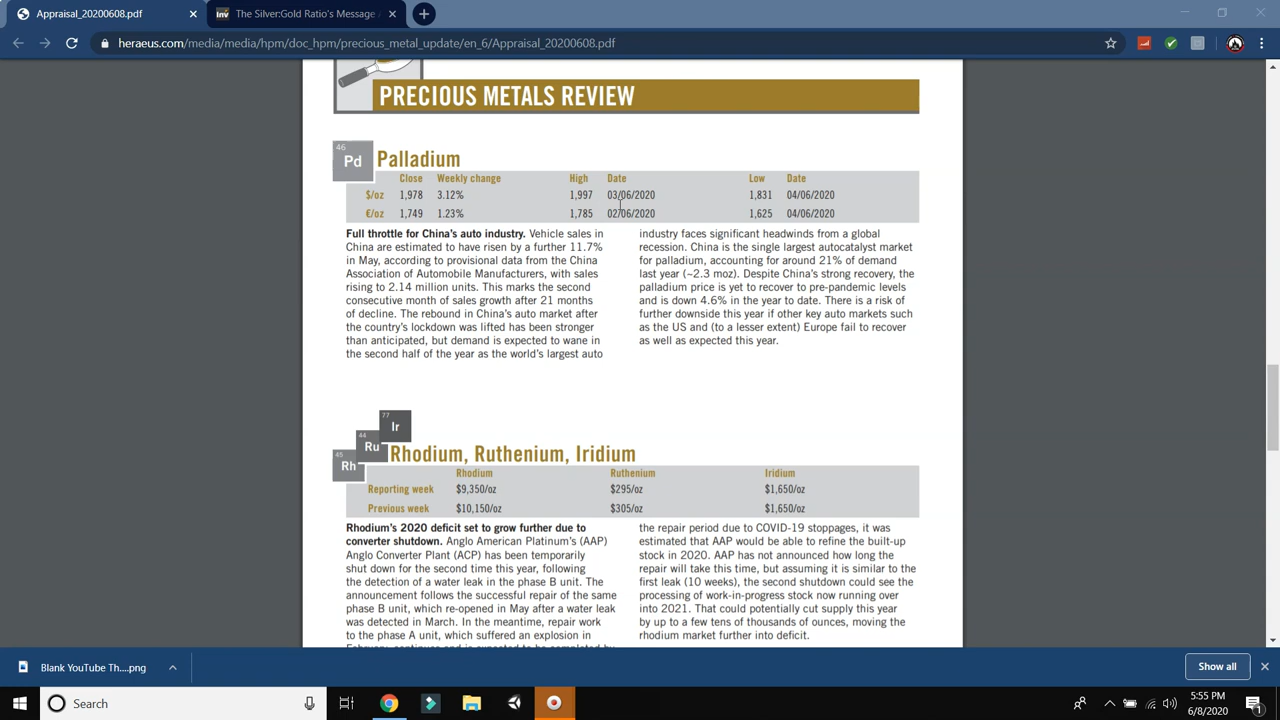 Appraisal_20200608.pdf
The Silver:Gold Ratio's Message /
heraeus.com/media/media/hpm/doc_hpm/precious_metal_update/en_6/Appraisal_20200608.pdf
PRECIOUS METALS REVIEW
46
Pd
Palladium
Close Weekly change High Date Low Date
$/oz 1,978 3.12% 1,997 03/06/2020 1,831 04/06/2020
€/oz 1,749 1.23% 1,785 02/06/2020 1,625 04/06/2020
Full throttle for China's auto industry. Vehicle sales in
China are estimated to have risen by a further 11.7%
in May, according to provisional data from the China
Association of Automobile Manufacturers, with sales
rising to 2.14 million units. This marks the second
consecutive month of sales growth after 21 months
of decline. The rebound in China's auto market after
the country's lockdown was lifted has been stronger
than anticipated, but demand is expected to wane in
the second half of the year as the world's largest auto
industry faces significant headwinds from a global
recession. China is the single largest autocatalyst market
for palladium, accounting for around 21% of demand
last year (~2.3 moz). Despite China's strong recovery, the
palladium price is yet to recover to pre-pandemic levels
and is down 4.6% in the year to date. There is a risk of
further downside this year if other key auto markets such
as the US and (to a lesser extent) Europe fail to recover
as well as expected this year.
77
Ir
44
Ru
45
Rh
Rhodium, Ruthenium, Iridium
Rhodium Ruthenium Iridium
Reporting week $9,350/oz $295/oz $1,650/oz
Previous week $10,150/oz $305/oz $1,650/oz
Rhodium's 2020 deficit set to grow further due to
converter shutdown. Anglo American Platinum's (AAP)
Anglo Converter Plant (ACP) has been temporarily
shut down for the second time this year, following
the detection of a water leak in the phase B unit. The
announcement follows the successful repair of the same
phase B unit, which re-opened in May after a water leak
was detected in March. In the meantime, repair work
to the phase A unit, which suffered an explosion in
February, continues and is expected to be completed by
the repair period due to COVID-19 stoppages, it was
estimated that AAP would be able to refine the built-up
stock in 2020. AAP has not announced how long the
repair will take this time, but assuming it is similar to the
first leak (10 weeks), the second shutdown could see the
processing of work-in-progress stock now running over
into 2021. That could potentially cut supply this year
by up to a few tens of thousands of ounces, moving the
rhodium market further into deficit.
Blank YouTube Th....png
Show all
Search
5:55 PM
6/8/2020